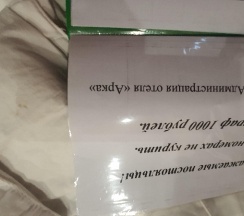 постояльцы!
номерах не курить.
1000 рублей.
Администрация отеля «Арка»